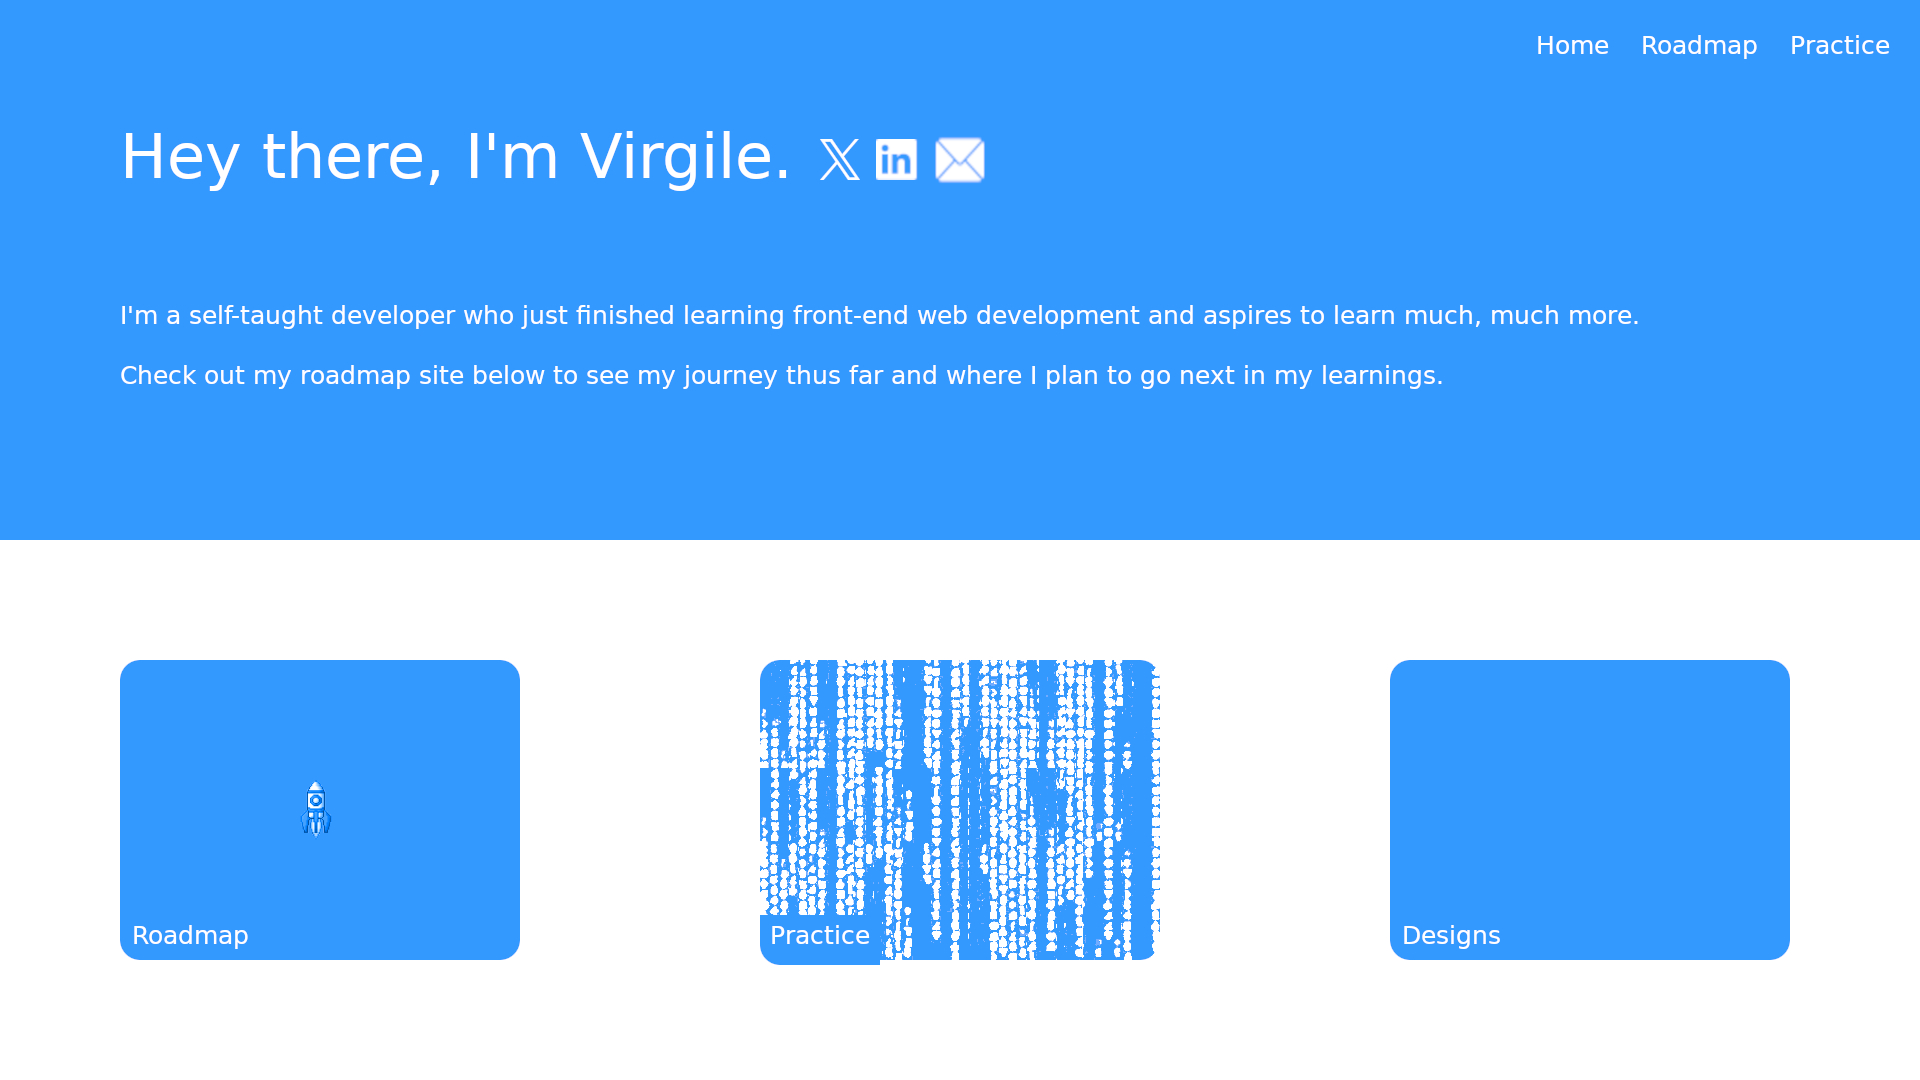 Home Roadmap Practice
Hey there, I'm Virgile.
I'm a self-taught developer who just finished learning front-end web development and aspires to learn much, much more.
Check out my roadmap site below to see my journey thus far and where I plan to go next in my learnings.
Roadmap
Practice
Designs